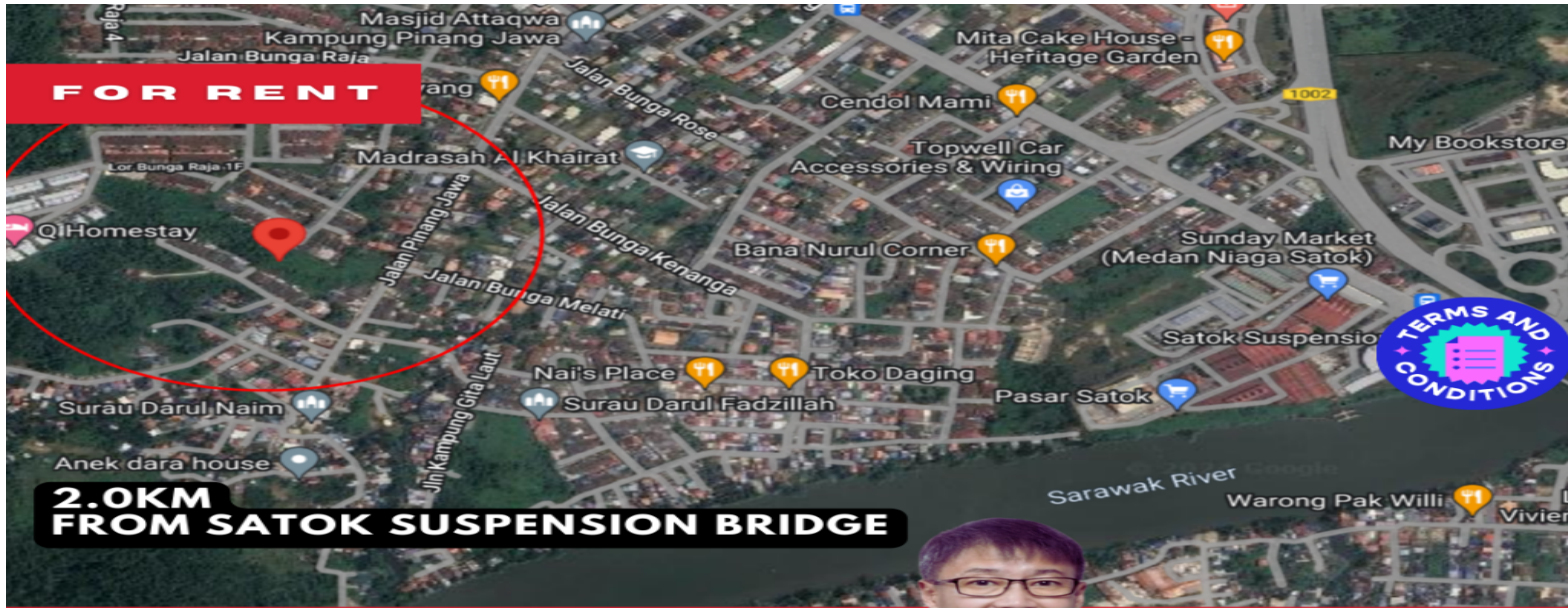 Ra 4
Masjid Attaqwa
Kampung Pinang Jawa
Mita Cake House -
Heritage Garden
Jalan Bunga Raja
FOR RENT
Jalan Bunga Rose
Cendol Mami
1002
My Bookstore
Topwell Car
Accessories & Wiring
Madrasah Al Khairat
Lor Bunga Raja-1F
Jalan Pinang Jawa
Jalan Bunga Kenanga
Q Homestay
Bana Nurul Corner
Sunday Market
(Medan Niaga Satok)
Jalan Bunga Melati
Satok Suspensio
TERMS AND
CONDITIONS
Nai's Place
Toko Daging
Pasar Satok
Surau Darul Naim
Surau Darul Fadzillah
Jln Kampung Gita Laut
Anek dara house
Sarawak River
Warong Pak Willi
Vivien
2.0KM
FROM SATOK SUSPENSION BRIDGE